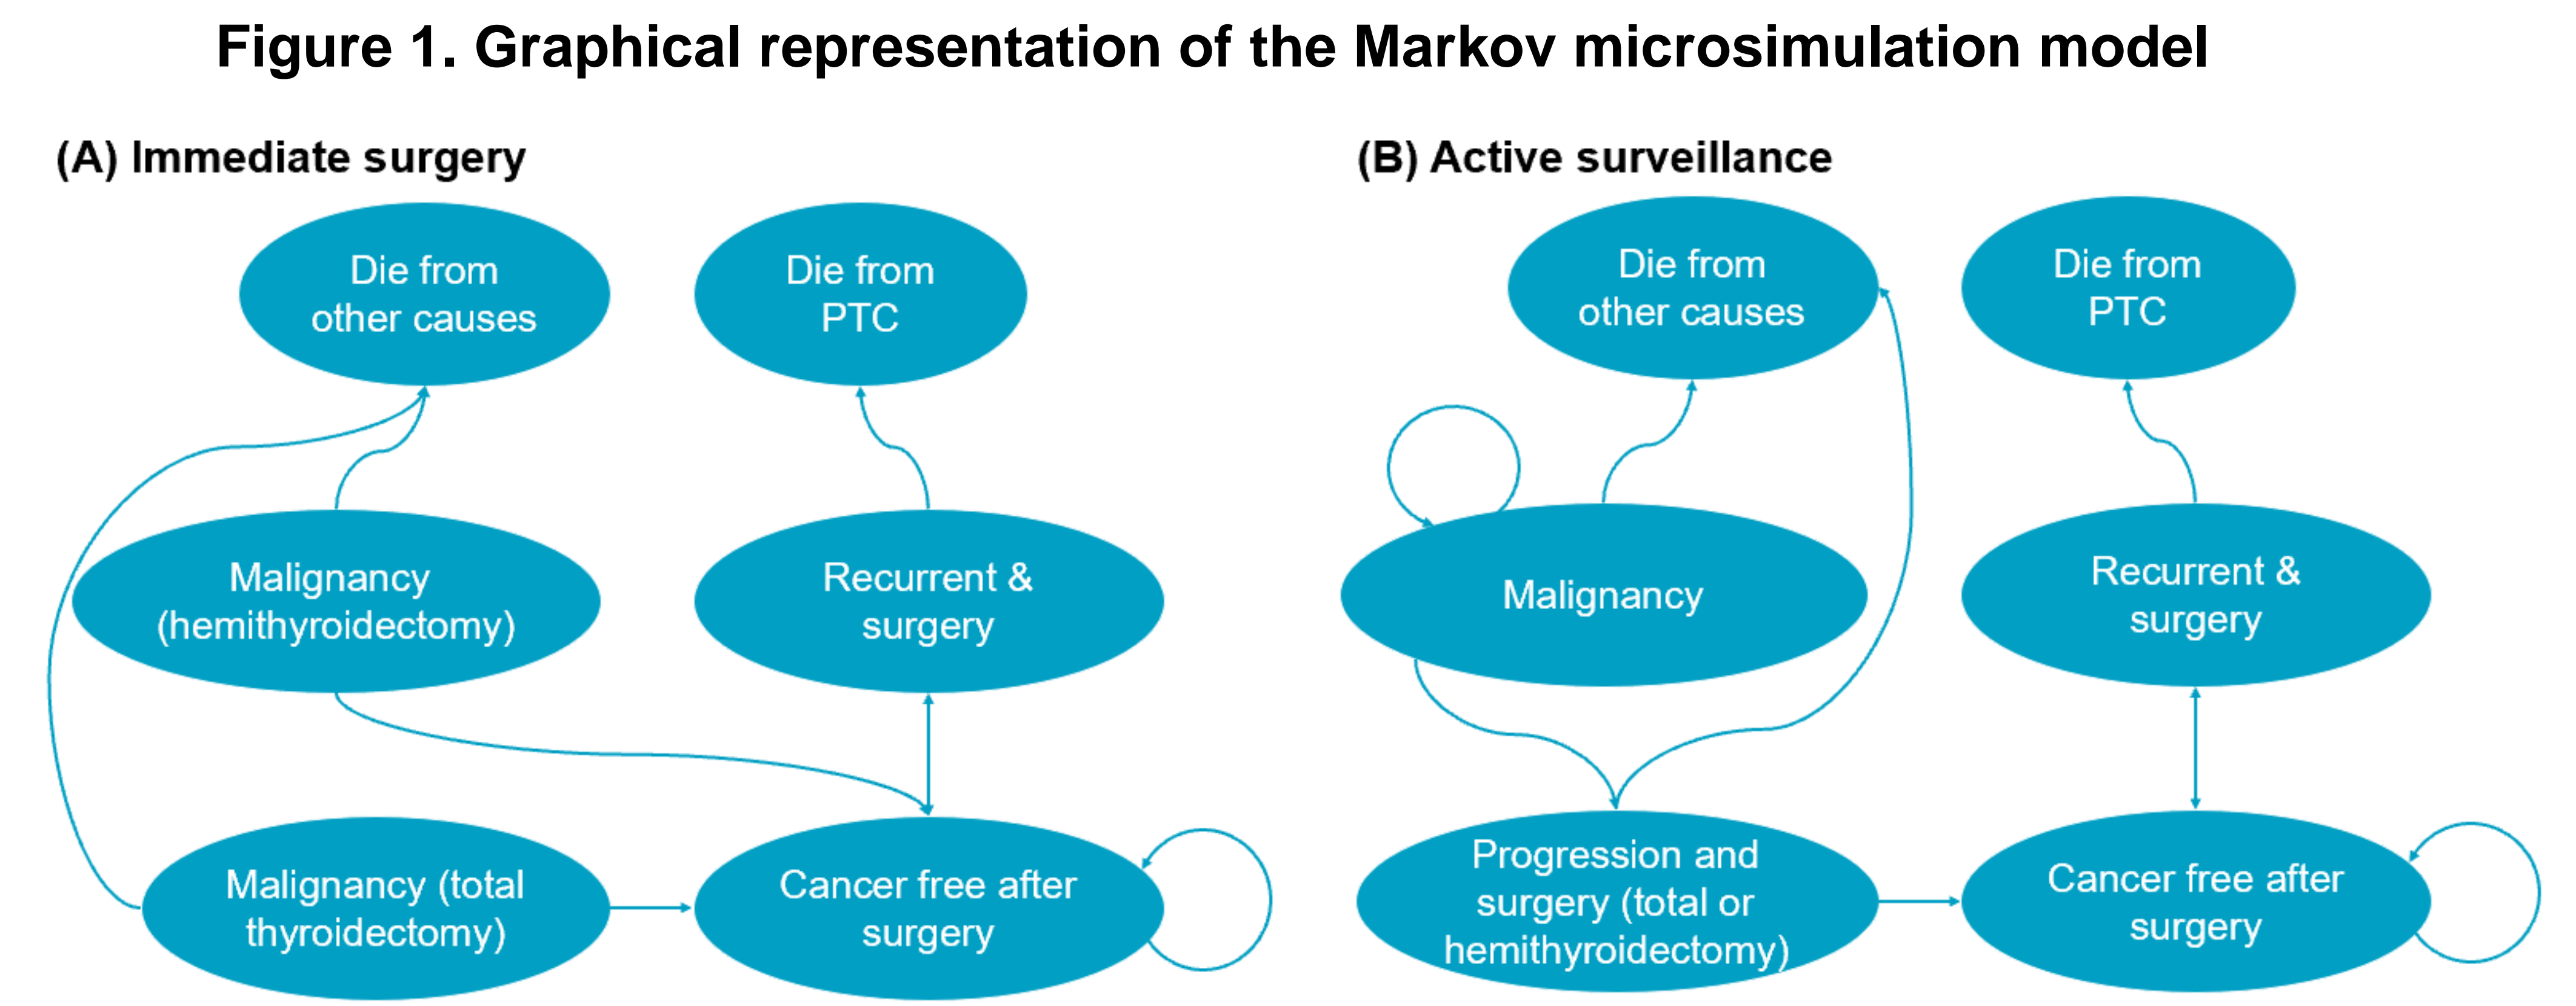 Figure 1. Graphical representation of the Markov microsimulation model
(A) Immediate surgery
Die from
other causes
Die from
PTC
Malignancy
(hemithyroidectomy)
Recurrent &
surgery
Malignancy (total
thyroidectomy)
Cancer free after
surgery
(B) Active surveillance
Die from
other causes
Die from
PTC
Malignancy
Recurrent &
surgery
Progression and
surgery (total or
hemithyroidectomy)
Cancer free after
surgery